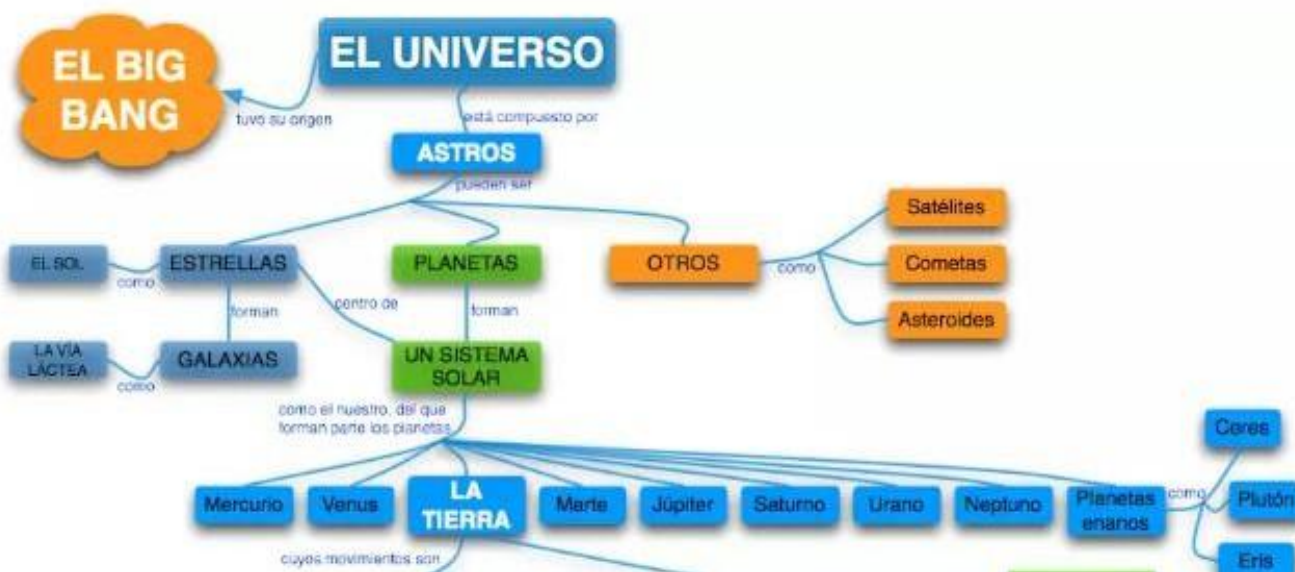 EL BIG
BANG
EL UNIVERSO
tuvo su origen
está compuesto por
ASTROS
pueden ser
EL SOL
como
ESTRELLAS
PLANETAS
OTROS
como
Satélites
Cometas
Asteroides
forman
centro de
forman
LA VÍA
LÁCTEA
como
GALAXIAS
UN SISTEMA
SOLAR
como el nuestro, del que
forman parte los planetas
Mercurio
Venus
LA
TIERRA
Marte
Júpiter
Saturno
Urano
Neptuno
Planetas
enanos
como
Ceres
Plutón
Eris
cuyos movimientos son